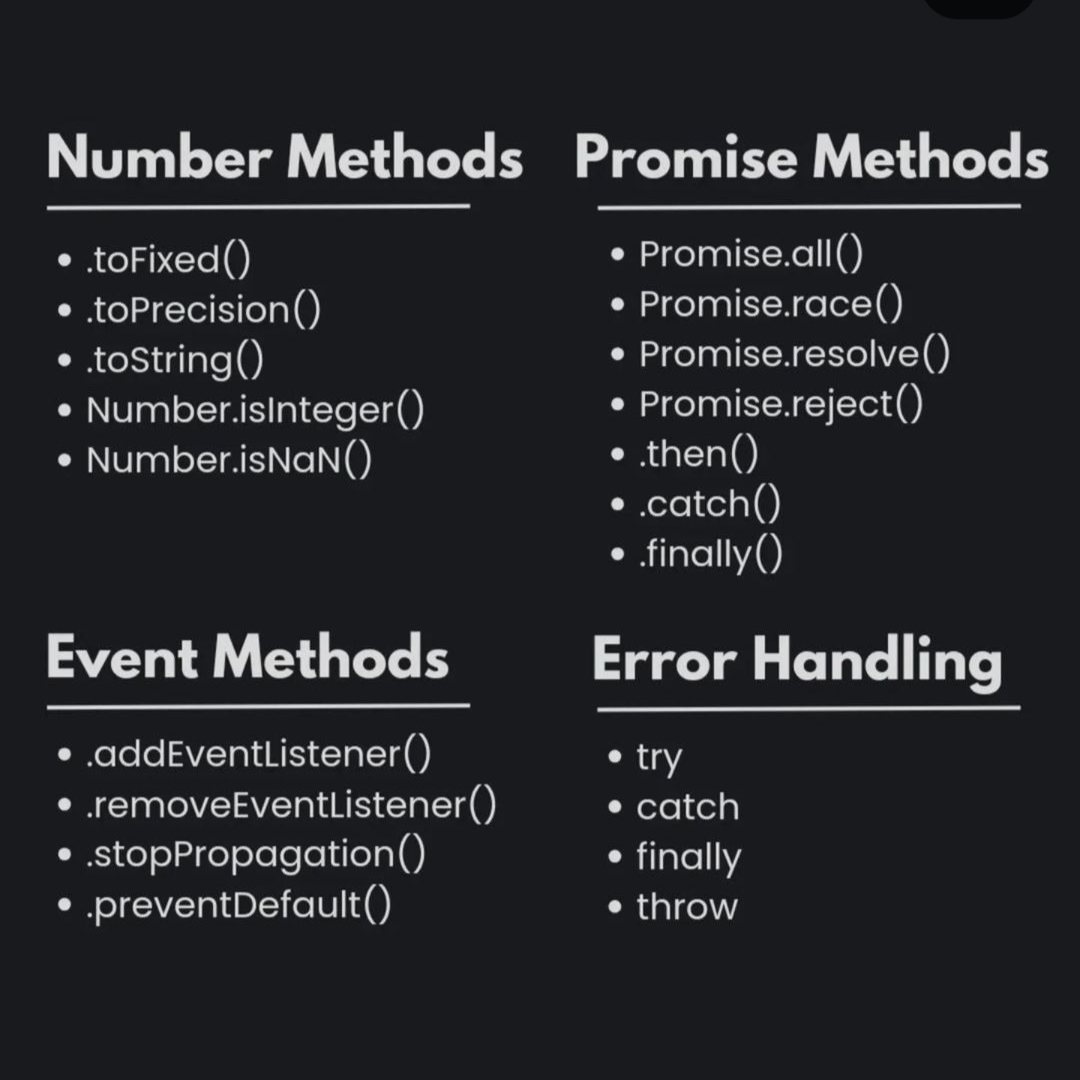 Number Methods
.toFixed()
.toPrecision()
.toString()
Number.isInteger()
Number.isNaN()
Promise Methods
Promise.all()
Promise.race()
Promise.resolve()
Promise.reject()
.then()
.catch()
.finally()
Event Methods
.addEventListener()
.removeEventListener()
.stopPropagation()
.preventDefault()
Error Handling
try
catch
finally
throw